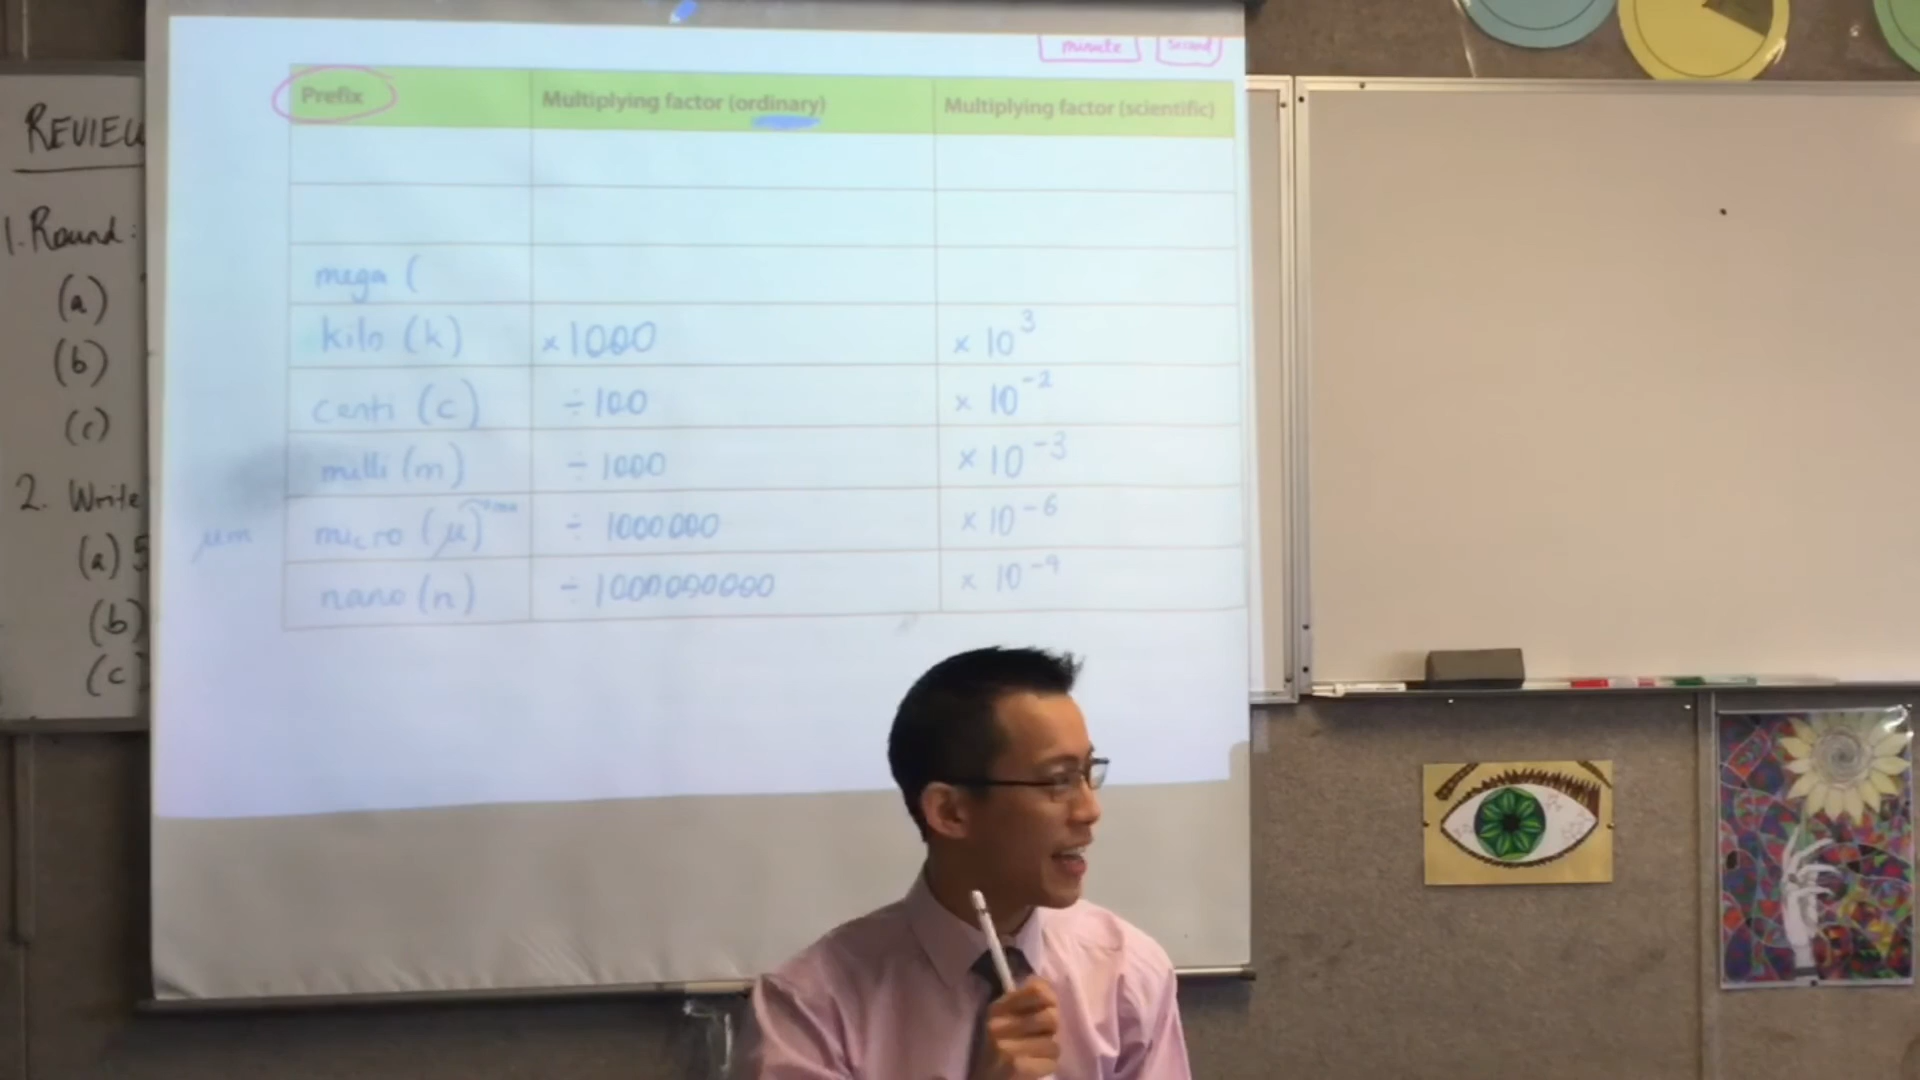 minute second
Prefix Multiplying factor (ordinary) Multiplying factor (scientific)
mega (
kilo (k) × 1000 × 10³
centi (c) ÷ 100 × 10⁻²
milli (m) ÷ 1000 × 10⁻³
μm micro (μ) ÷ 1000000 × 10⁻⁶
nano (n) ÷ 1000000000 × 10⁻⁹
REVIEW
1. Round:
(a)
(b)
(c)
2. Write
(a) 5
(b)
(c)